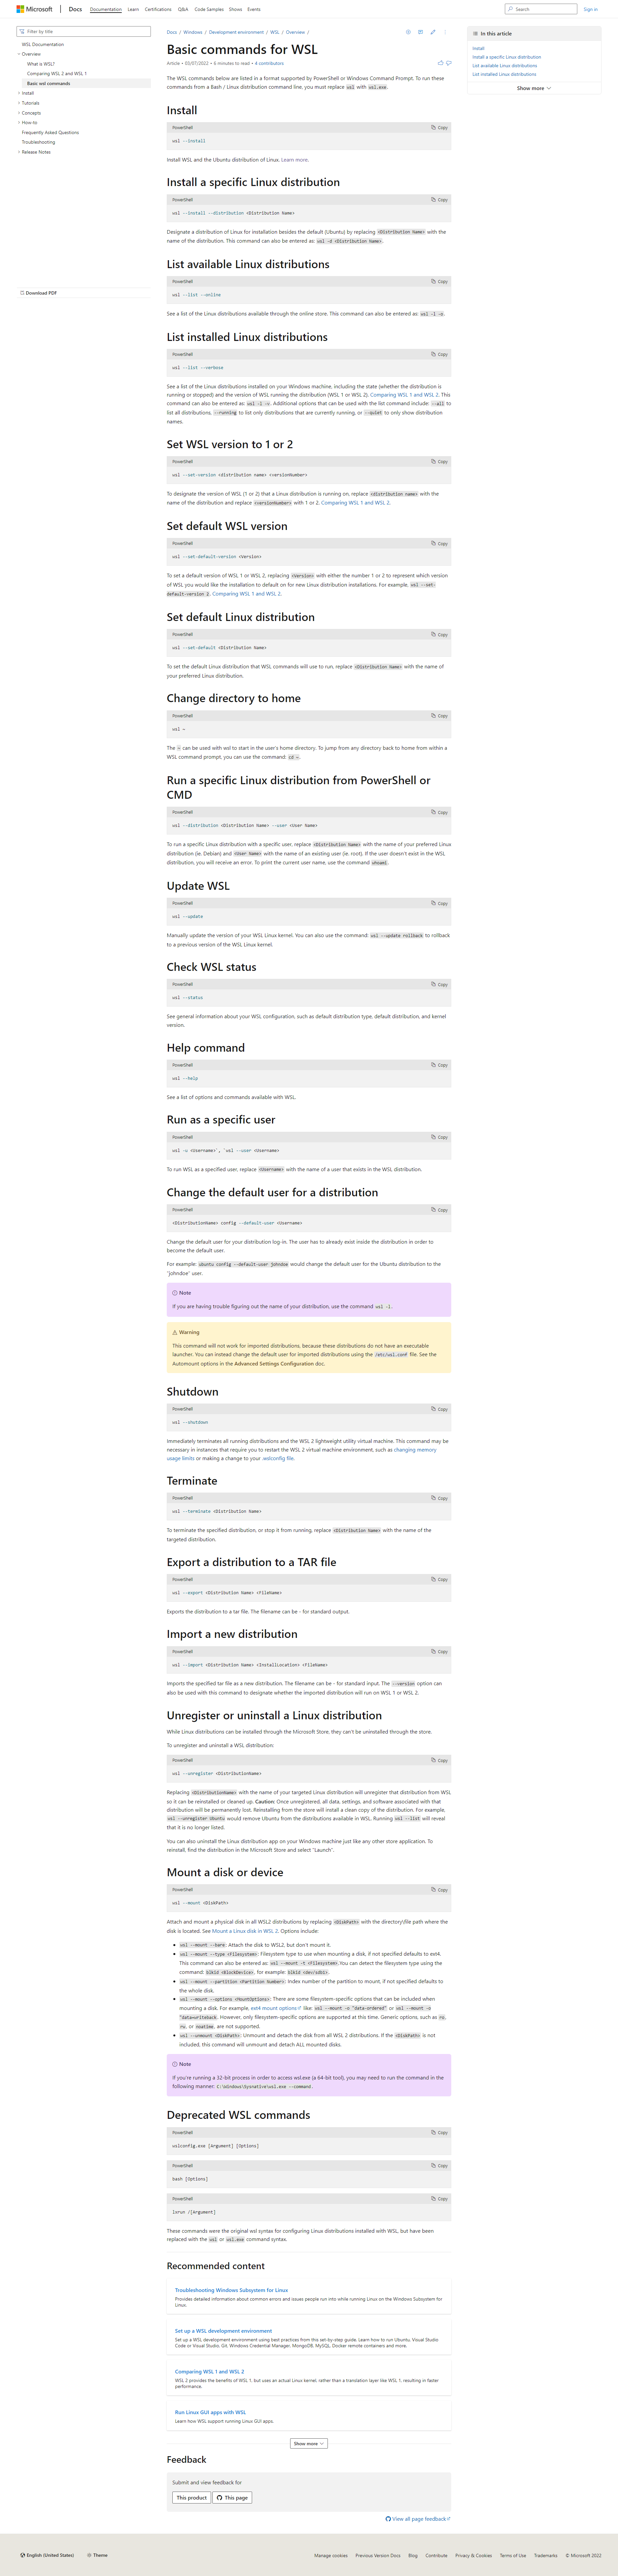 Microsoft
Docs
Documentation
Learn
Certifications
Q&A
Code Samples
Shows
Events
Search
Sign in
Filter by title
WSL Documentation
Overview
What is WSL?
Comparing WSL 2 and WSL 1
Basic wsl commands
Install
Tutorials
Concepts
How-to
Frequently Asked Questions
Troubleshooting
Release Notes
Download PDF
Docs / Windows / Development environment / WSL / Overview /
Basic commands for WSL
Article • 03/07/2022 • 6 minutes to read • 4 contributors
In this article
Install
Install a specific Linux distribution
List available Linux distributions
List installed Linux distributions
Show more
The WSL commands below are listed in a format supported by PowerShell or Windows Command Prompt. To run these
commands from a Bash / Linux distribution command line, you must replace wsl with wsl.exe.
Install
PowerShell
Copy
wsl --install
Install WSL and the Ubuntu distribution of Linux. Learn more.
Install a specific Linux distribution
PowerShell
Copy
wsl --install --distribution <Distribution Name>
Designate a distribution of Linux for installation besides the default (Ubuntu) by replacing <Distribution Name> with the
name of the distribution. This command can also be entered as: wsl -d <Distribution Name>.
List available Linux distributions
PowerShell
Copy
wsl --list --online
See a list of the Linux distributions available through the online store. This command can also be entered as: wsl -l -o.
List installed Linux distributions
PowerShell
Copy
wsl --list --verbose
See a list of the Linux distributions installed on your Windows machine, including the state (whether the distribution is
running or stopped) and the version of WSL running the distribution (WSL 1 or WSL 2). Comparing WSL 1 and WSL 2. This
command can also be entered as: wsl -l -v. Additional options that can be used with the list command include: --all to
list all distributions, --running to list only distributions that are currently running, or --quiet to only show distribution
names.
Set WSL version to 1 or 2
PowerShell
Copy
wsl --set-version <distribution name> <versionNumber>
To designate the version of WSL (1 or 2) that a Linux distribution is running on, replace <distribution name> with the
name of the distribution and replace <versionNumber> with 1 or 2. Comparing WSL 1 and WSL 2.
Set default WSL version
PowerShell
Copy
wsl --set-default-version <Version>
To set a default version of WSL 1 or WSL 2, replacing <Version> with either the number 1 or 2 to represent which version
of WSL you would like the installation to default on for new Linux distribution installations. For example, wsl --set-
default-version 2. Comparing WSL 1 and WSL 2.
Set default Linux distribution
PowerShell
Copy
wsl --set-default <Distribution Name>
To set the default Linux distribution that WSL commands will use to run, replace <Distribution Name> with the name of
your preferred Linux distribution.
Change directory to home
PowerShell
Copy
wsl ~
The ~ can be used with wsl to start in the user's home directory. To jump from any directory back to home from within a
WSL command prompt, you can use the command: cd ~.
Run a specific Linux distribution from PowerShell or
CMD
PowerShell
Copy
wsl --distribution <Distribution Name> --user <User Name>
To run a specific Linux distribution with a specific user, replace <Distribution Name> with the name of your preferred Linux
distribution (ie. Debian) and <User Name> with the name of an existing user (ie. root). If the user doesn't exist in the WSL
distribution, you will receive an error. To print the current user name, use the command whoami.
Update WSL
PowerShell
Copy
wsl --update
Manually update the version of your WSL Linux kernel. You can also use the command: wsl --update rollback to rollback
to a previous version of the WSL Linux kernel.
Check WSL status
PowerShell
Copy
wsl --status
See general information about your WSL configuration, such as default distribution type, default distribution, and kernel
version.
Help command
PowerShell
Copy
wsl --help
See a list of options and commands available with WSL.
Run as a specific user
PowerShell
Copy
wsl -u <Username>`, `wsl --user <Username>
To run WSL as a specified user, replace <Username> with the name of a user that exists in the WSL distribution.
Change the default user for a distribution
PowerShell
Copy
<DistributionName> config --default-user <Username>
Change the default user for your distribution log-in. The user has to already exist inside the distribution in order to
become the default user.
For example: ubuntu config --default-user johndoe would change the default user for the Ubuntu distribution to the
"johndoe" user.
Note
If you are having trouble figuring out the name of your distribution, use the command wsl -l.
Warning
This command will not work for imported distributions, because these distributions do not have an executable
launcher. You can instead change the default user for imported distributions using the /etc/wsl.conf file. See the
Automount options in the Advanced Settings Configuration doc.
Shutdown
PowerShell
Copy
wsl --shutdown
Immediately terminates all running distributions and the WSL 2 lightweight utility virtual machine. This command may be
necessary in instances that require you to restart the WSL 2 virtual machine environment, such as changing memory
usage limits or making a change to your .wslconfig file.
Terminate
PowerShell
Copy
wsl --terminate <Distribution Name>
To terminate the specified distribution, or stop it from running, replace <Distribution Name> with the name of the
targeted distribution.
Export a distribution to a TAR file
PowerShell
Copy
wsl --export <Distribution Name> <FileName>
Exports the distribution to a tar file. The filename can be - for standard output.
Import a new distribution
PowerShell
Copy
wsl --import <Distribution Name> <InstallLocation> <FileName>
Imports the specified tar file as a new distribution. The filename can be - for standard input. The --version option can
also be used with this command to designate whether the imported distribution will run on WSL 1 or WSL 2.
Unregister or uninstall a Linux distribution
While Linux distributions can be installed through the Microsoft Store, they can't be uninstalled through the store.
To unregister and uninstall a WSL distribution:
PowerShell
Copy
wsl --unregister <DistributionName>
Replacing <DistributionName> with the name of your targeted Linux distribution will unregister that distribution from WSL
so it can be reinstalled or cleaned up. Caution: Once unregistered, all data, settings, and software associated with that
distribution will be permanently lost. Reinstalling from the store will install a clean copy of the distribution. For example,
wsl --unregister Ubuntu would remove Ubuntu from the distributions available in WSL. Running wsl --list will reveal
that it is no longer listed.
You can also uninstall the Linux distribution app on your Windows machine just like any other store application. To
reinstall, find the distribution in the Microsoft Store and select "Launch".
Mount a disk or device
PowerShell
Copy
wsl --mount <DiskPath>
Attach and mount a physical disk in all WSL2 distributions by replacing <DiskPath> with the directory\file path where the
disk is located. See Mount a Linux disk in WSL 2. Options include:
• wsl --mount --bare: Attach the disk to WSL2, but don't mount it.
• wsl --mount --type <Filesystem>: Filesystem type to use when mounting a disk, if not specified defaults to ext4.
This command can also be entered as: wsl --mount -t <Filesystem>.You can detect the filesystem type using the
command: blkid <BlockDevice>, for example: blkid <dev/sdb1>.
• wsl --mount --partition <Partition Number>: Index number of the partition to mount, if not specified defaults to
the whole disk.
• wsl --mount --options <MountOptions>: There are some filesystem-specific options that can be included when
mounting a disk. For example, ext4 mount options like: wsl --mount -o "data-ordered" or wsl --mount -o
"data=writeback. However, only filesystem-specific options are supported at this time. Generic options, such as ro,
rw, or noatime, are not supported.
• wsl --unmount <DiskPath>: Unmount and detach the disk from all WSL 2 distributions. If the <DiskPath> is not
included, this command will unmount and detach ALL mounted disks.
Note
If you're running a 32-bit process in order to access wsl.exe (a 64-bit tool), you may need to run the command in the
following manner: C:\Windows\Sysnative\wsl.exe --command.
Deprecated WSL commands
PowerShell
Copy
wslconfig.exe [Argument] [Options]
PowerShell
Copy
bash [Options]
PowerShell
Copy
lxrun /[Argument]
These commands were the original wsl syntax for configuring Linux distributions installed with WSL, but have been
replaced with the wsl or wsl.exe command syntax.
Recommended content
Troubleshooting Windows Subsystem for Linux
Provides detailed information about common errors and issues people run into while running Linux on the Windows Subsystem for
Linux.
Set up a WSL development environment
Set up a WSL development environment using best practices from this set-by-step guide. Learn how to run Ubuntu, Visual Studio
Code or Visual Studio, Git, Windows Credential Manager, MongoDB, MySQL, Docker remote containers and more.
Comparing WSL 1 and WSL 2
WSL 2 provides the benefits of WSL 1, but uses an actual Linux kernel, rather than a translation layer like WSL 1, resulting in faster
performance.
Run Linux GUI apps with WSL
Learn how WSL support running Linux GUI apps.
Show more
Feedback
Submit and view feedback for
This product
This page
View all page feedback
English (United States)
Theme
Manage cookies
Previous Version Docs
Blog
Contribute
Privacy & Cookies
Terms of Use
Trademarks
© Microsoft 2022